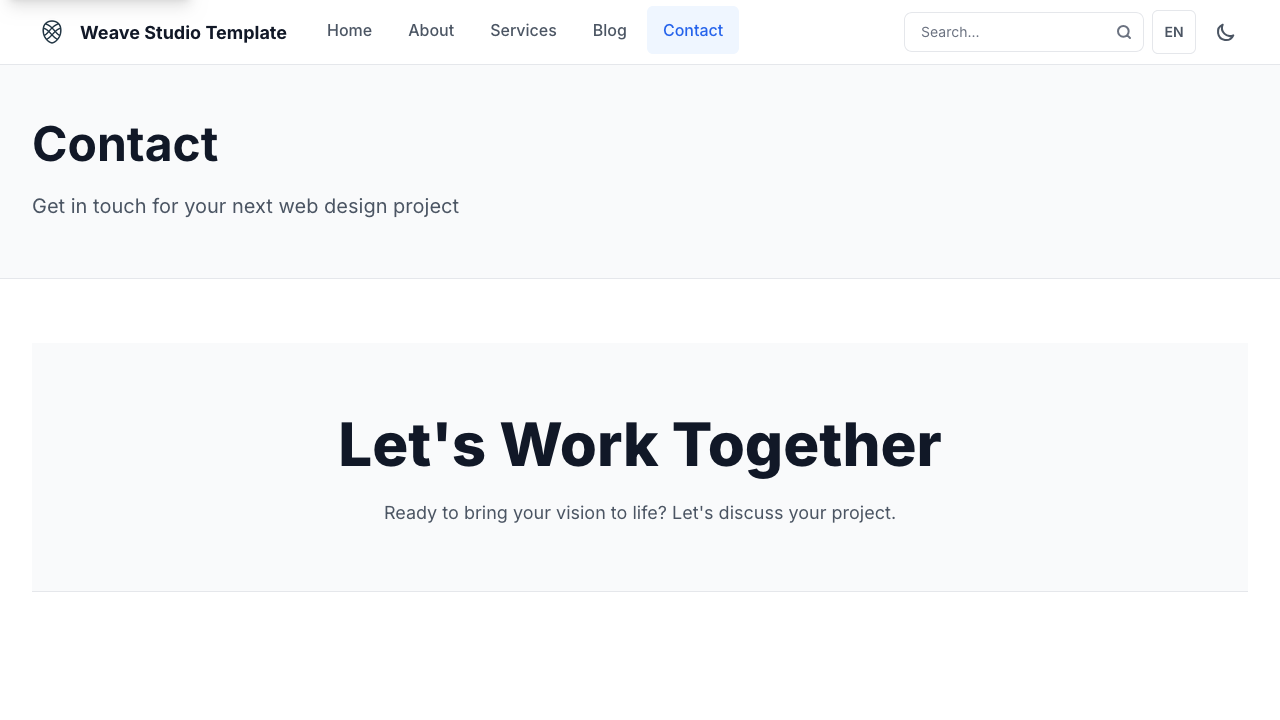 Weave Studio Template
Home
About
Services
Blog
Contact
Search...
EN
Contact
Get in touch for your next web design project
Let's Work Together
Ready to bring your vision to life? Let's discuss your project.